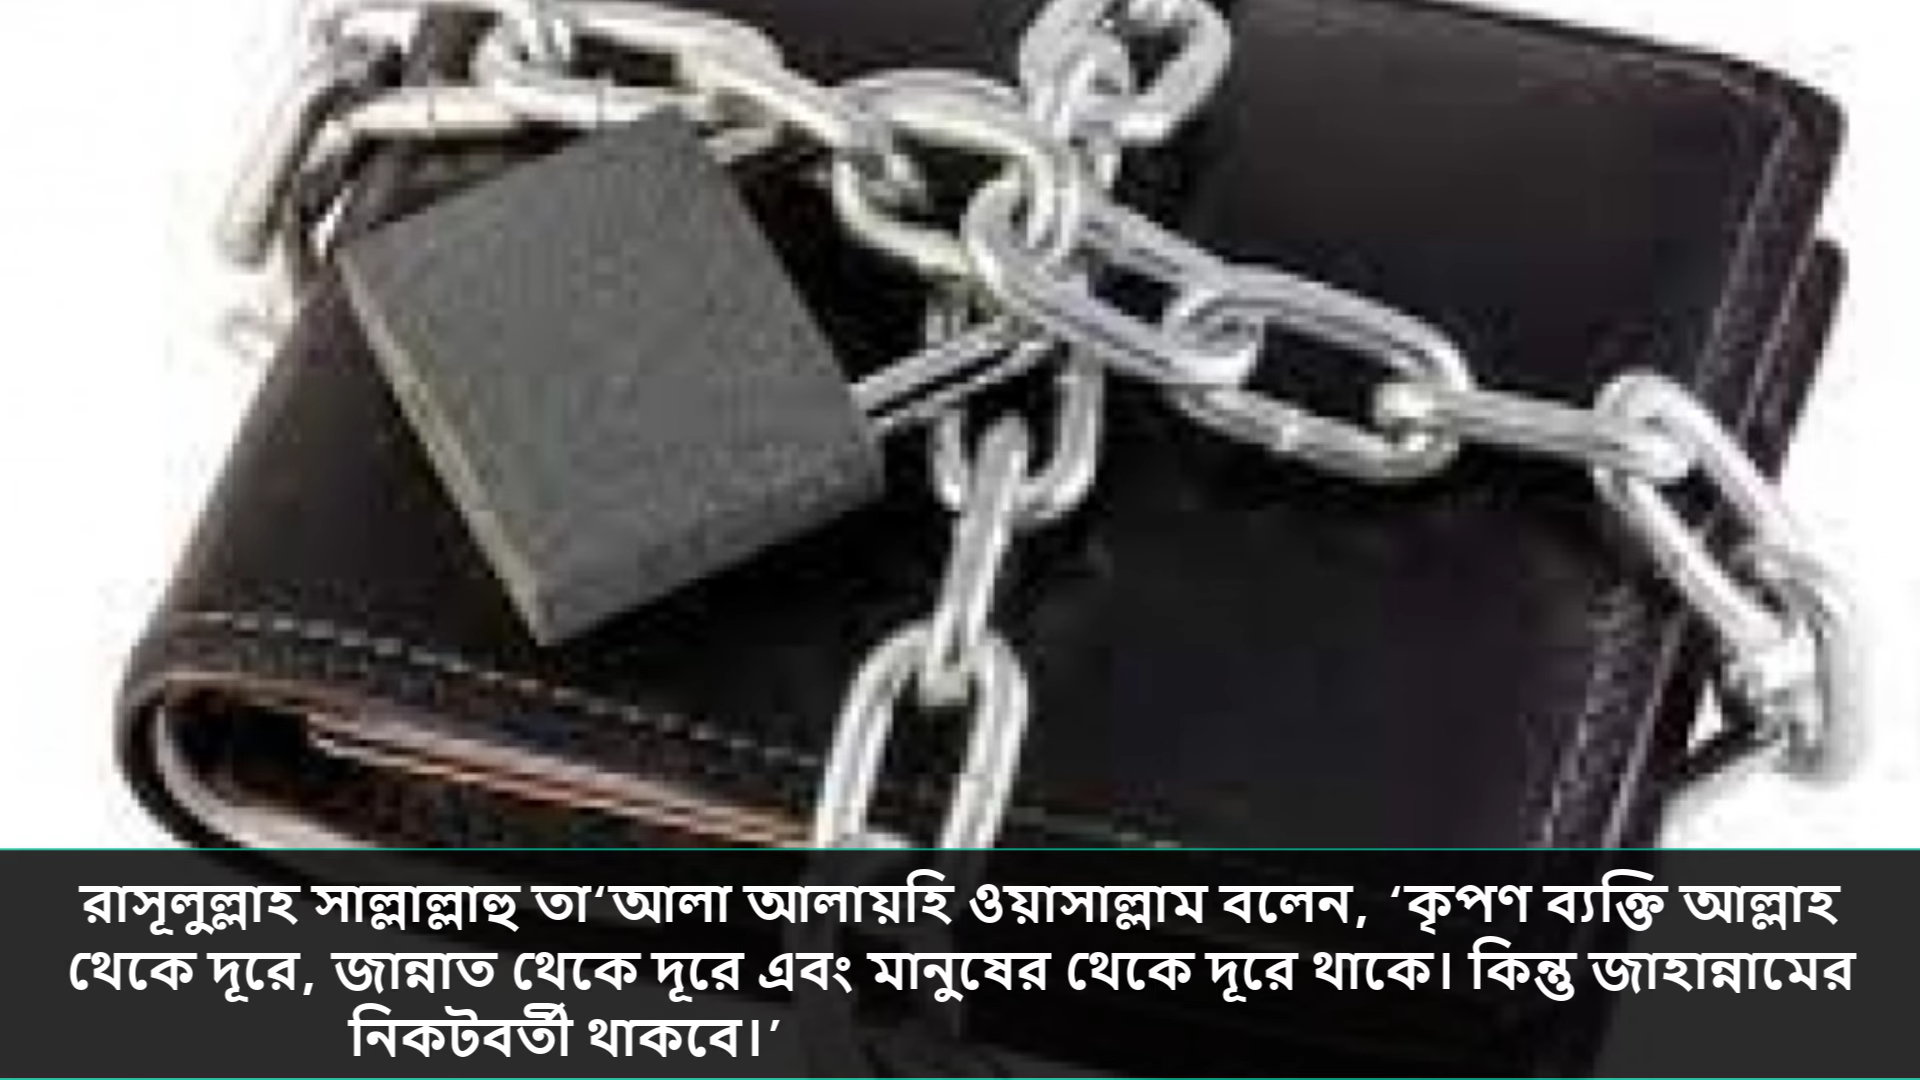 রাসূলুল্লাহ সাল্লাল্লাহু তা‘আলা আলায়হি ওয়াসাল্লাম বলেন, ‘কৃপণ ব্যক্তি আল্লাহ
থেকে দূরে, জান্নাত থেকে দূরে এবং মানুষের থেকে দূরে থাকে। কিন্তু জাহান্নামের
নিকটবর্তী থাকবে।’